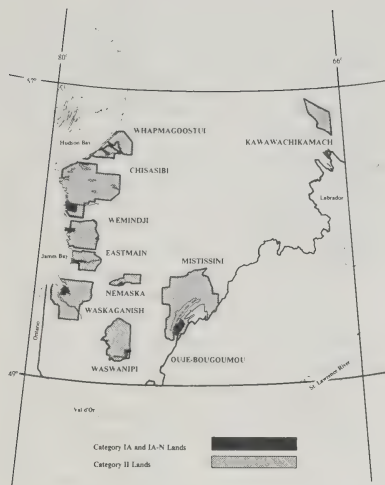 80°
66°
57°
WHAPMAGOOSTUI
Hudson Bay
KAWAWACHIKAMACH
CHISASIBI
Labrador
WEMINDJI
EASTMAIN
James Bay
MISTISSINI
NEMASKA
WASKAGANISH
Ontario
WASWANIPI
OUJE-BOUGOUMOU
49°
St. Lawrence River
Val d'Or
Category IA and IA-N Lands
Category II Lands